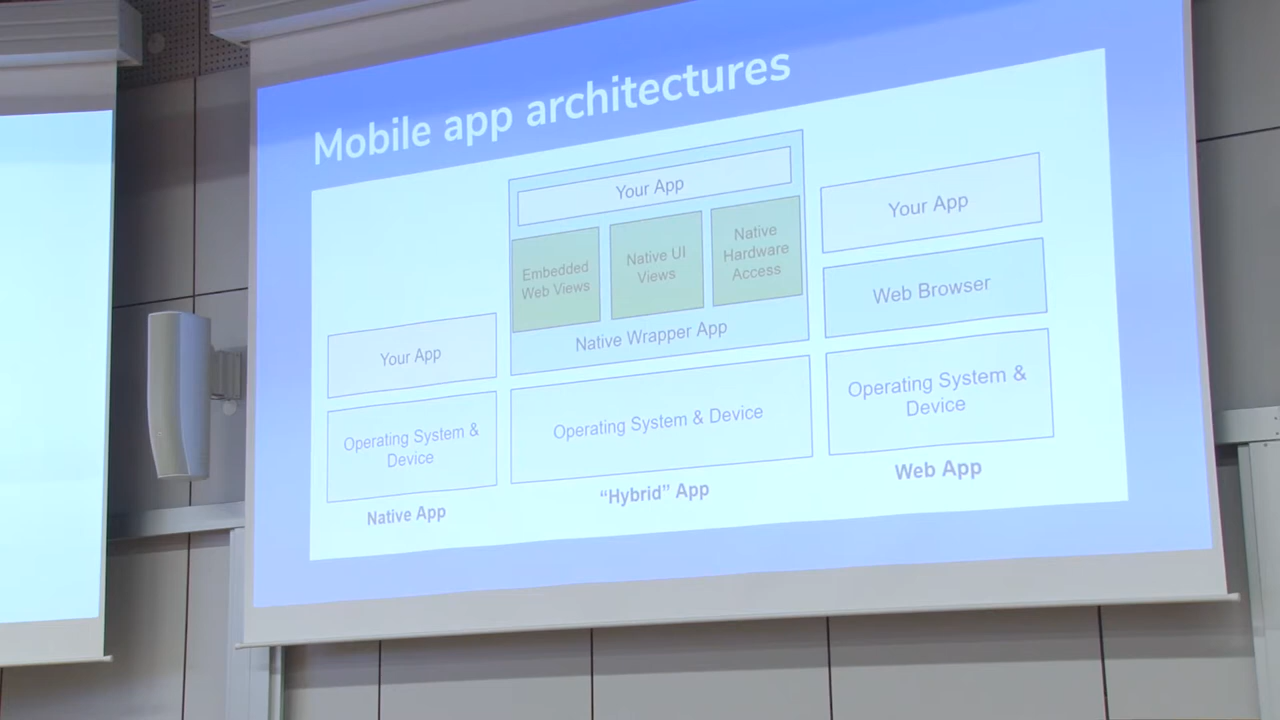 Mobile app architectures
Your App
Operating System &
Device
Native App
Your App
Embedded
Web Views
Native UI
Views
Native
Hardware
Access
Native Wrapper App
Operating System & Device
“Hybrid” App
Your App
Web Browser
Operating System &
Device
Web App